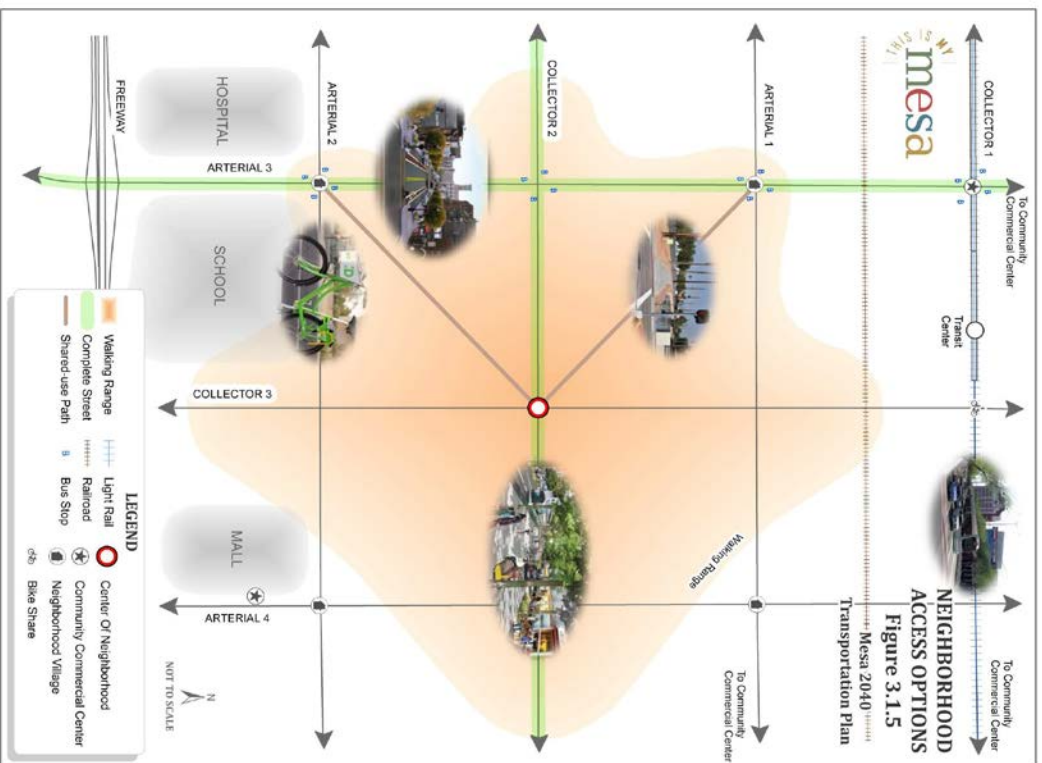 THIS IS MY
mesa
NEIGHBORHOOD
ACCESS OPTIONS
Figure 3.1.5
Mesa 2040
Transportation Plan
COLLECTOR 1
To Community
Commercial Center
Transit
Center
To Community
Commercial Center
ARTERIAL 1
To Community
Commercial Center
Walking Range
COLLECTOR 2
ARTERIAL 2
ARTERIAL 3
COLLECTOR 3
ARTERIAL 4
HOSPITAL
SCHOOL
MALL
FREEWAY
B B
B B
B B
B B
B B
B B
B B
B B
N
NOT TO SCALE
LEGEND
Walking Range
Complete Street
Shared-use Path
Light Rail
Railroad
B Bus Stop
Center Of Neighborhood
Community Commercial Center
Neighborhood Village
Bike Share